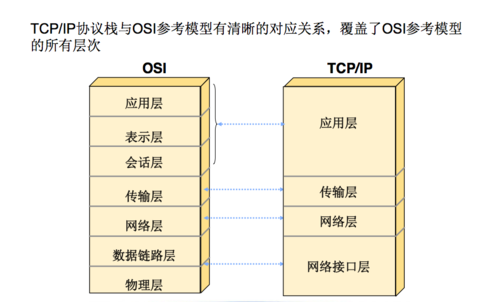 TCP/IP协议栈与OSI参考模型有清晰的对应关系，覆盖了OSI参考模型
的所有层次
OSI
TCP/IP
应用层
表示层
会话层
传输层
网络层
数据链路层
物理层
应用层
传输层
网络层
网络接口层